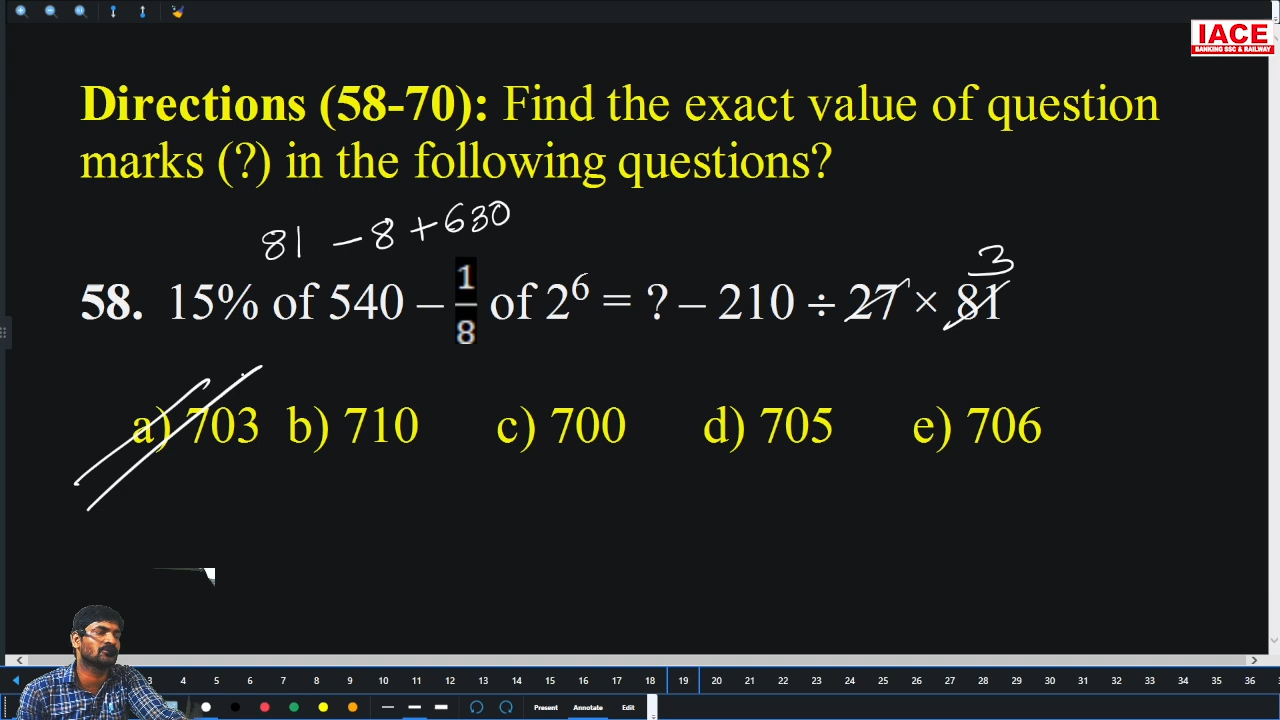 IACE
BANKING SSC & RAILWAY
Directions (58-70): Find the exact value of question
marks (?) in the following questions?
81 – 8 + 630
3
58. 15% of 540 – 1/8 of 2⁶ = ? – 210 ÷ 27 × 81
a) 703 b) 710 c) 700 d) 705 e) 706
3 4 5 6 7 8 9 10 11 12 13 14 15 16 17 18 19 20 21 22 23 24 25 26 27 28 29 30 31 32 33 34 35 36
Present Annotate Edit